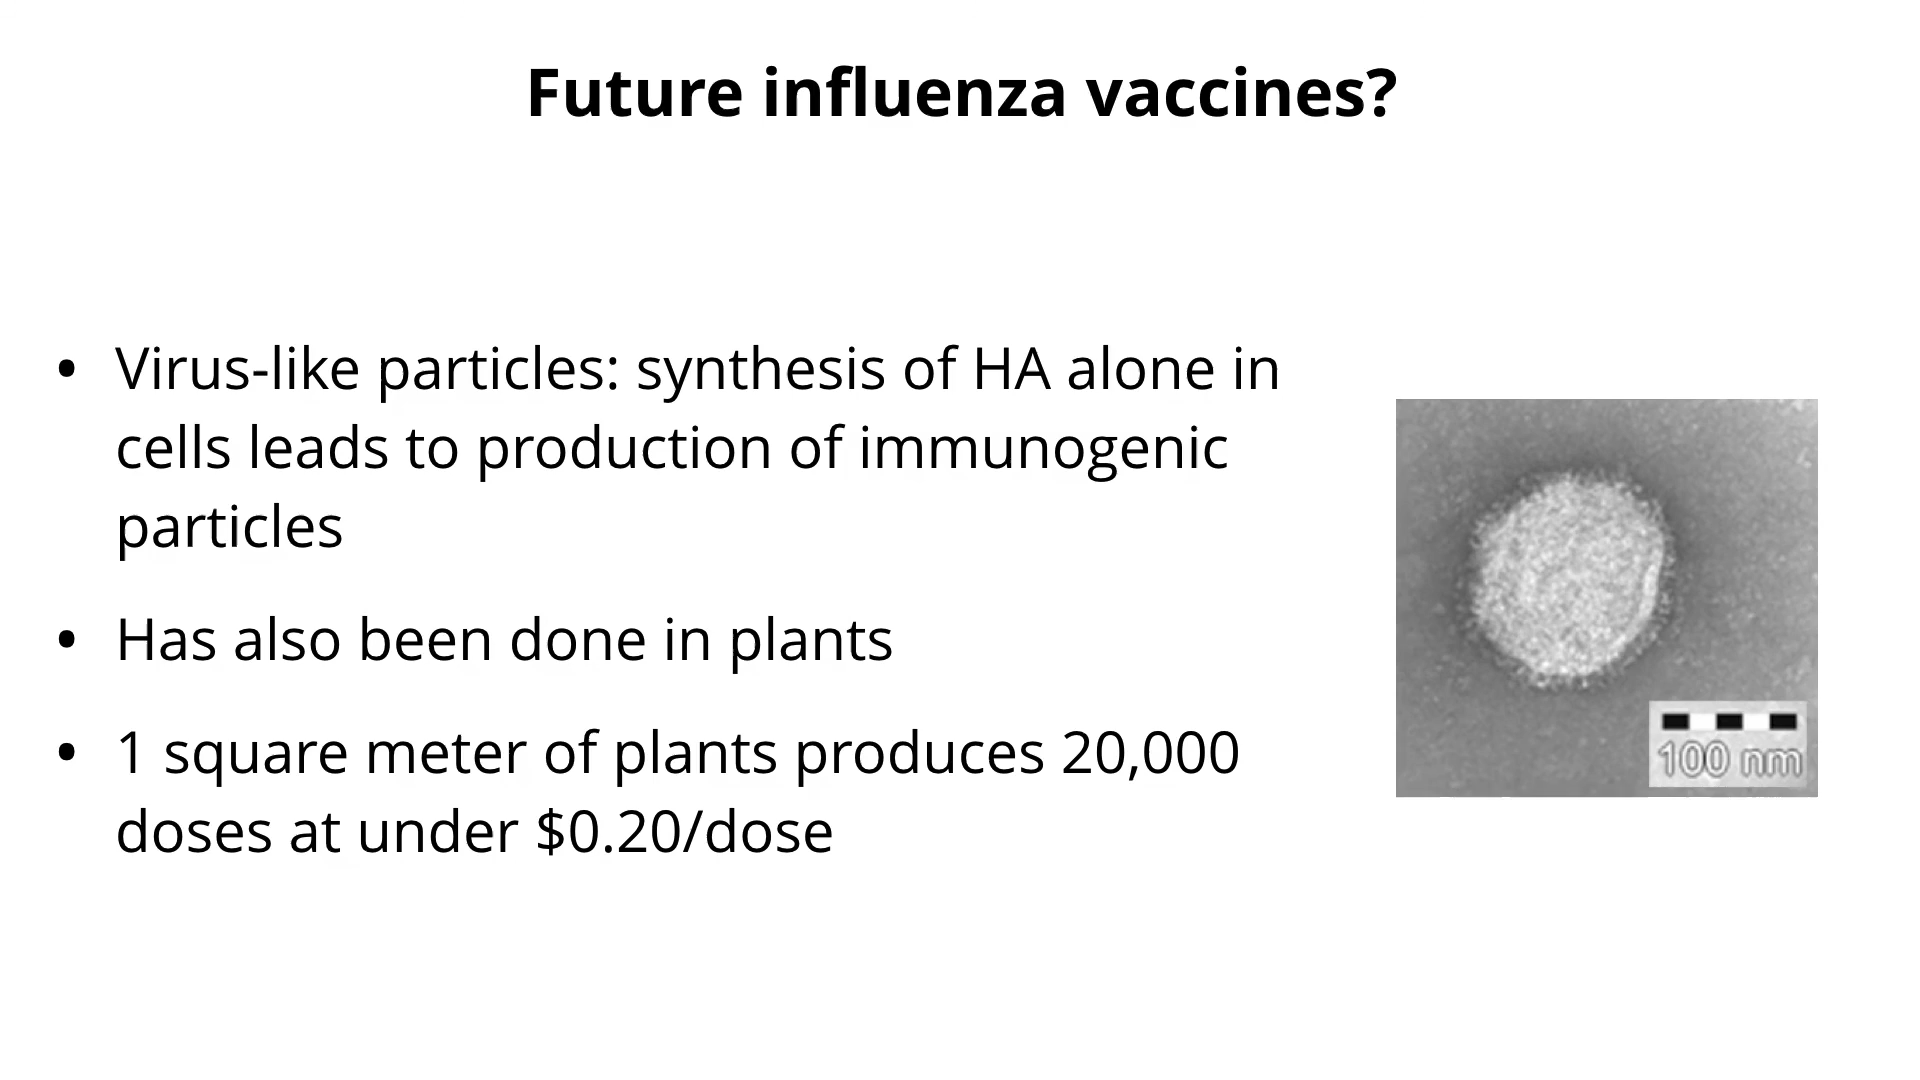 Future influenza vaccines?
• Virus-like particles: synthesis of HA alone in
cells leads to production of immunogenic
particles
• Has also been done in plants
• 1 square meter of plants produces 20,000
doses at under $0.20/dose
100 nm